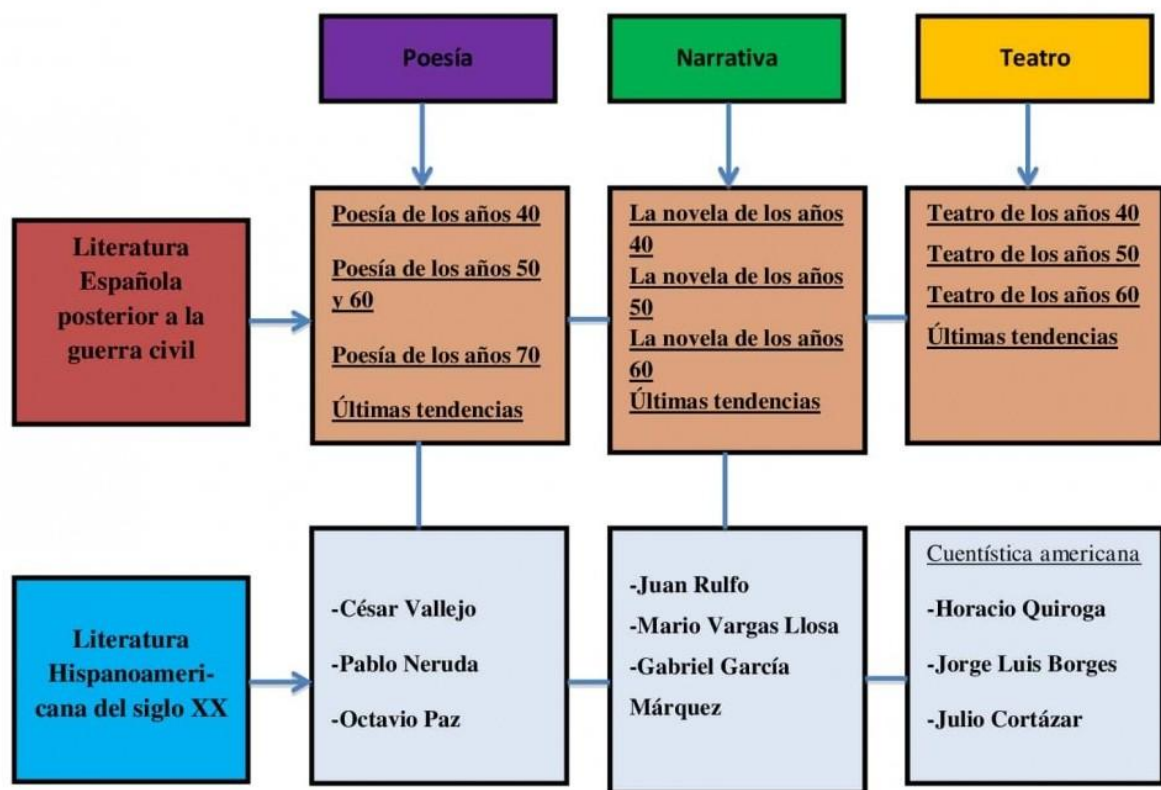 Poesía
Narrativa
Teatro
Literatura
Española
posterior a la
guerra civil
Poesía de los años 40
Poesía de los años 50
y 60
Poesía de los años 70
Últimas tendencias
La novela de los años
40
La novela de los años
50
La novela de los años
60
Últimas tendencias
Teatro de los años 40
Teatro de los años 50
Teatro de los años 60
Últimas tendencias
Literatura
Hispanoameri-
cana del siglo XX
-César Vallejo
-Pablo Neruda
-Octavio Paz
-Juan Rulfo
-Mario Vargas Llosa
-Gabriel García
Márquez
Cuentística americana
-Horacio Quiroga
-Jorge Luis Borges
-Julio Cortázar